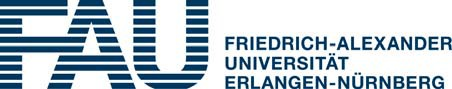 FAU
FRIEDRICH-ALEXANDER
UNIVERSITÄT
ERLANGEN-NÜRNBERG